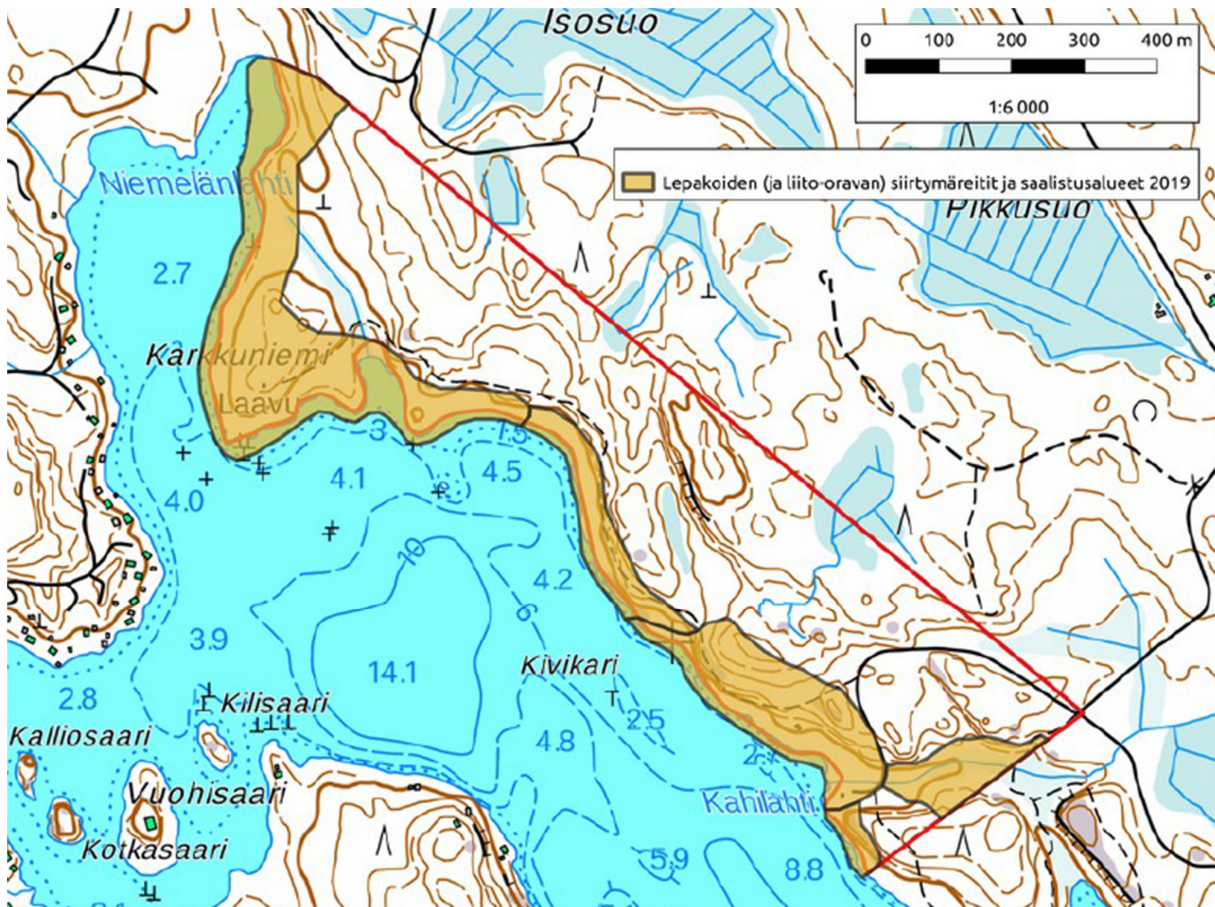 Isosuo
0 100 200 300 400 m
1:6 000
Lepakoiden (ja liito-oravan) siirtymäreitit ja saalistusalueet 2019
Niemelänlahti
Pikkusuo
2.7
Karkkuniemi
Laavu
3
1.5
4.1
4.5
4.0
10
4.2
6
3.9
14.1
Kivikari
2.8
Kilisaari
2.5
Kalliosaari
4.8
2.7
Vuohisaari
Kahilahti
Kotkasaari
5.9
8.8